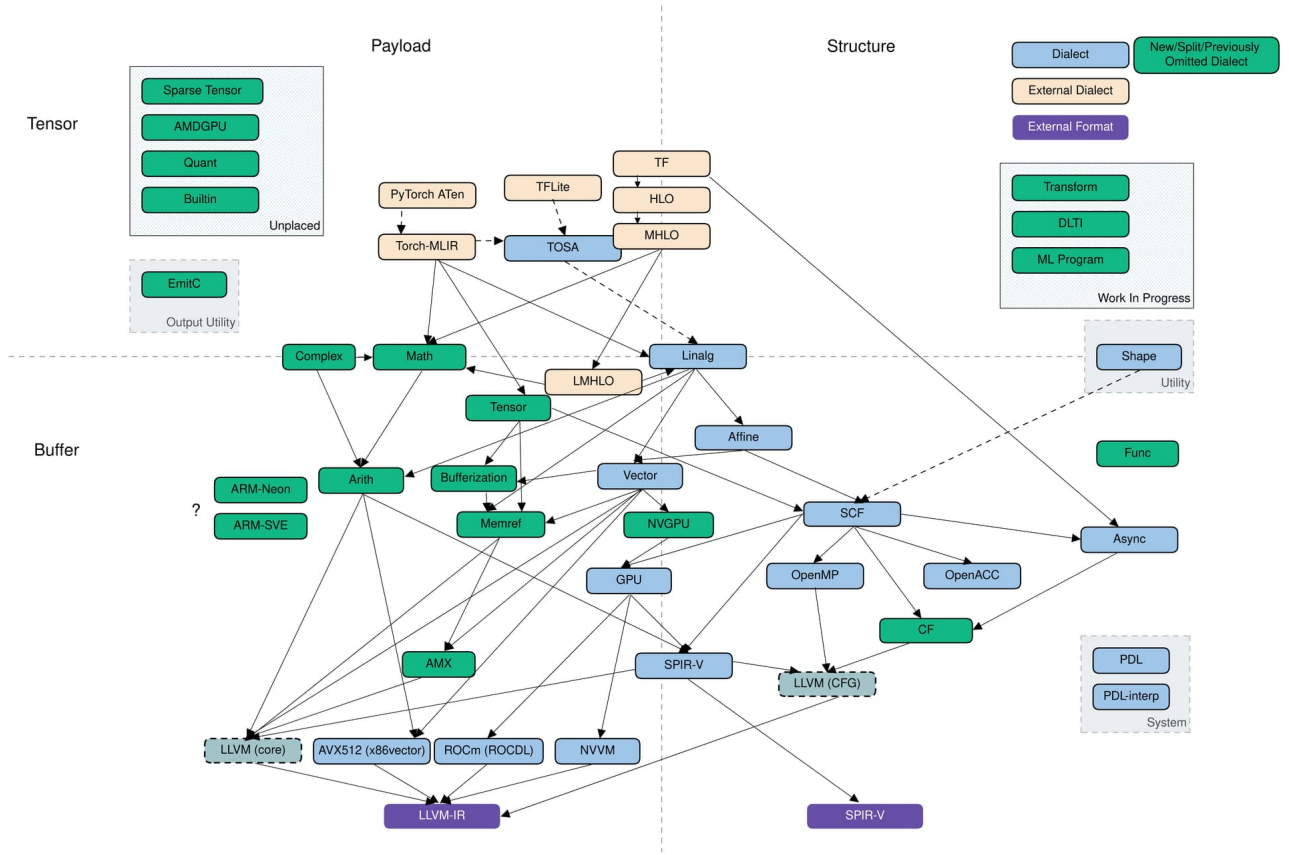 Payload
Structure
Dialect
New/Split/Previously
Omitted Dialect
External Dialect
External Format
Tensor
Sparse Tensor
AMDGPU
Quant
Builtin
Unplaced
TF
PyTorch ATen
TFLite
HLO
Torch-MLIR
TOSA
MHLO
Transform
DLTI
ML Program
Work In Progress
EmitC
Output Utility
Complex
Math
Linalg
Shape
Utility
LMHLO
Tensor
Affine
Buffer
Func
Arith
Bufferization
Vector
ARM-Neon
?
ARM-SVE
Memref
NVGPU
SCF
Async
GPU
OpenMP
OpenACC
CF
AMX
SPIR-V
LLVM (CFG)
PDL
PDL-interp
System
LLVM (core)
AVX512 (x86vector)
ROCm (ROCDL)
NVVM
LLVM-IR
SPIR-V